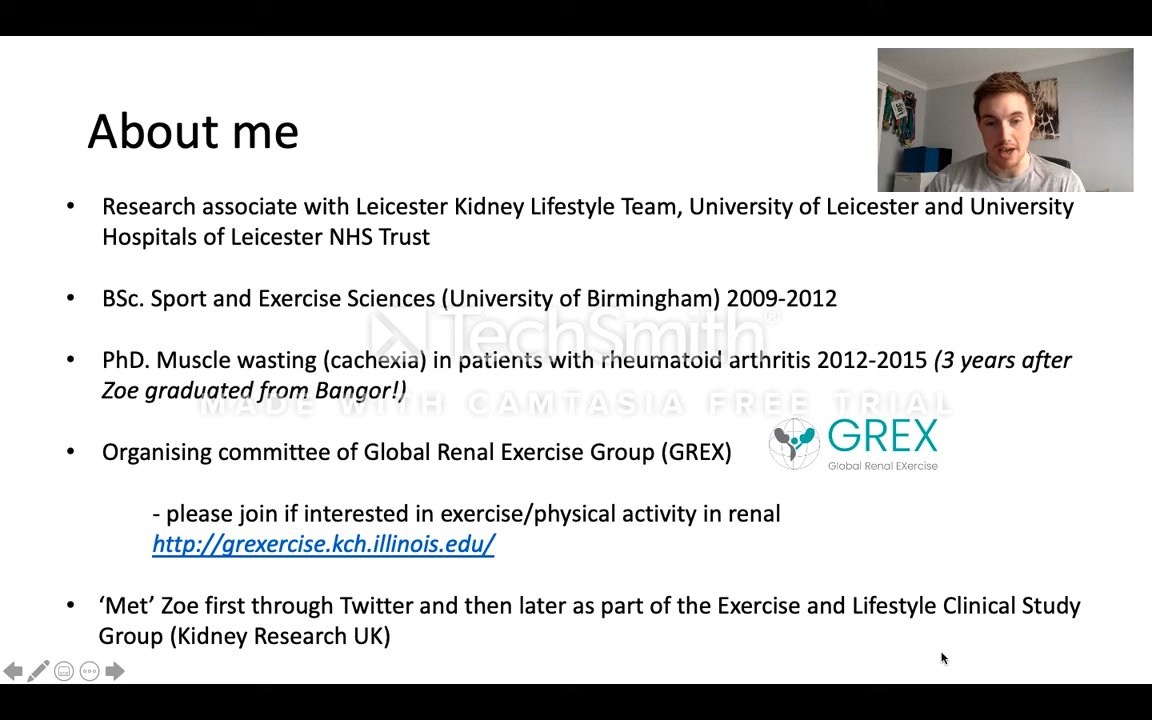 About me
• Research associate with Leicester Kidney Lifestyle Team, University of Leicester and University
Hospitals of Leicester NHS Trust
• BSc. Sport and Exercise Sciences (University of Birmingham) 2009-2012
TechSmith®
• PhD. Muscle wasting (cachexia) in patients with rheumatoid arthritis 2012-2015 (3 years after
Zoe graduated from Bangor!)
MADE WITH CAMTASIA FREE TRIAL
• Organising committee of Global Renal Exercise Group (GREX)
GREX
Global Renal EXercise
- please join if interested in exercise/physical activity in renal
http://grexercise.kch.illinois.edu/
• ‘Met’ Zoe first through Twitter and then later as part of the Exercise and Lifestyle Clinical Study
Group (Kidney Research UK)